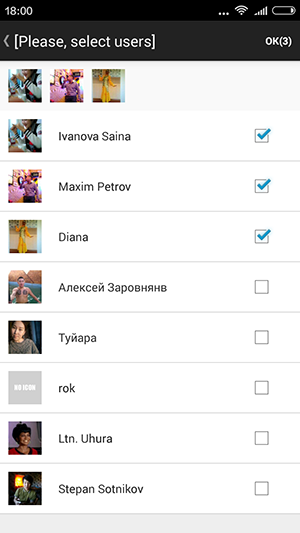 18:00
[Please, select users]
OK(3)
Ivanova Saina
Maxim Petrov
Diana
Алексей Заровнянв
Туйара
NO ICON
rok
Ltn. Uhura
Stepan Sotnikov